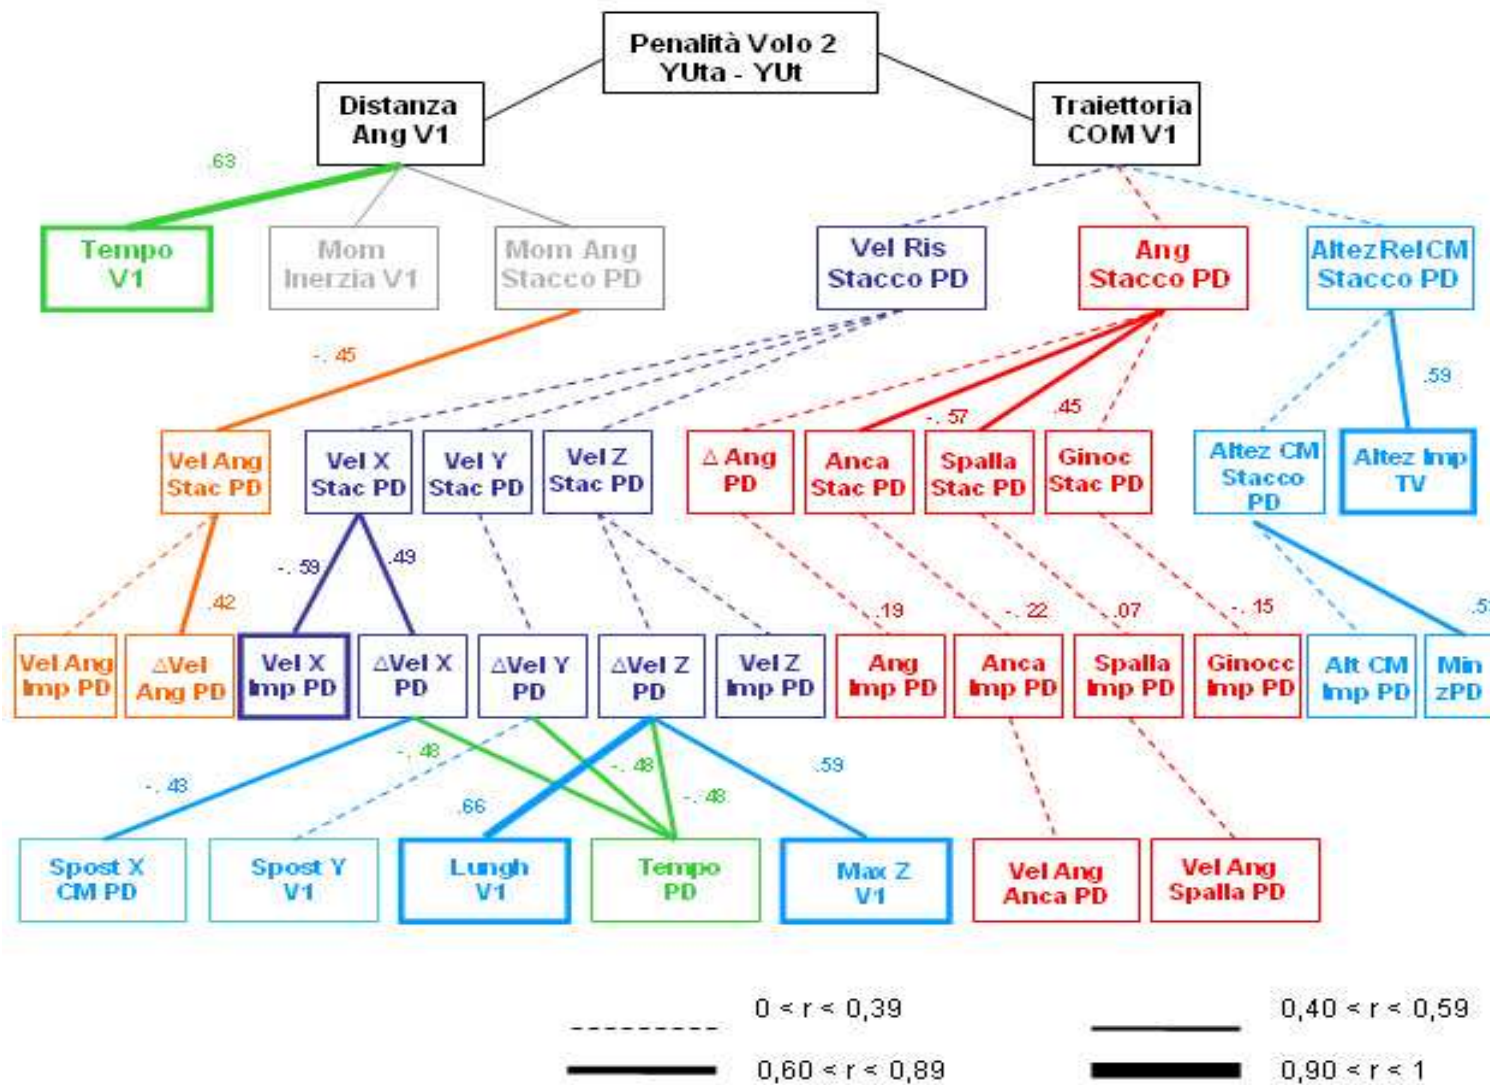 Penalità Volo 2
YUta - YUt
Distanza
Ang V1
Traiettoria
COM V1
.63
Tempo
V1
Mom
Inerzia V1
Mom Ang
Stacco PD
Vel Ris
Stacco PD
Ang
Stacco PD
Altez Rel CM
Stacco PD
-. 45
.59
-. 57
.45
Vel Ang
Stac PD
Vel X
Stac PD
Vel Y
Stac PD
Vel Z
Stac PD
Δ Ang
PD
Anca
Stac PD
Spalla
Stac PD
Ginoc
Stac PD
Altez CM
Stacco
PD
Altez Imp
TV
-. 59
.49
.42
.19
-. 22
.07
-. 15
Vel Ang
Imp PD
ΔVel
Ang PD
Vel X
Imp PD
ΔVel X
PD
ΔVel Y
PD
ΔVel Z
PD
Vel Z
Imp PD
Ang
Imp PD
Anca
Imp PD
Spalla
Imp PD
Ginocc
Imp PD
Alt CM
Imp PD
Min
zPD
-. 43
-. 48
.66
-. 48
-. 48
.59
Spost X
CM PD
Spost Y
V1
Lungh
V1
Tempo
PD
Max Z
V1
Vel Ang
Anca PD
Vel Ang
Spalla PD
0 < r < 0,39
0,40 < r < 0,59
0,60 < r < 0,89
0,90 < r < 1